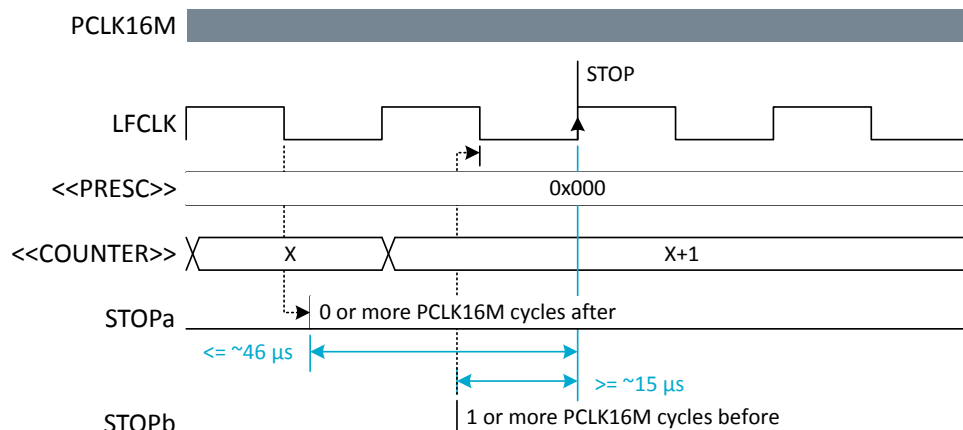 PCLK16M
STOP
LFCLK
<<PRESC>> 0x000
<<COUNTER>> X X+1
STOPa 0 or more PCLK16M cycles after
<= ~46 μs
>= ~15 μs
STOPb 1 or more PCLK16M cycles before